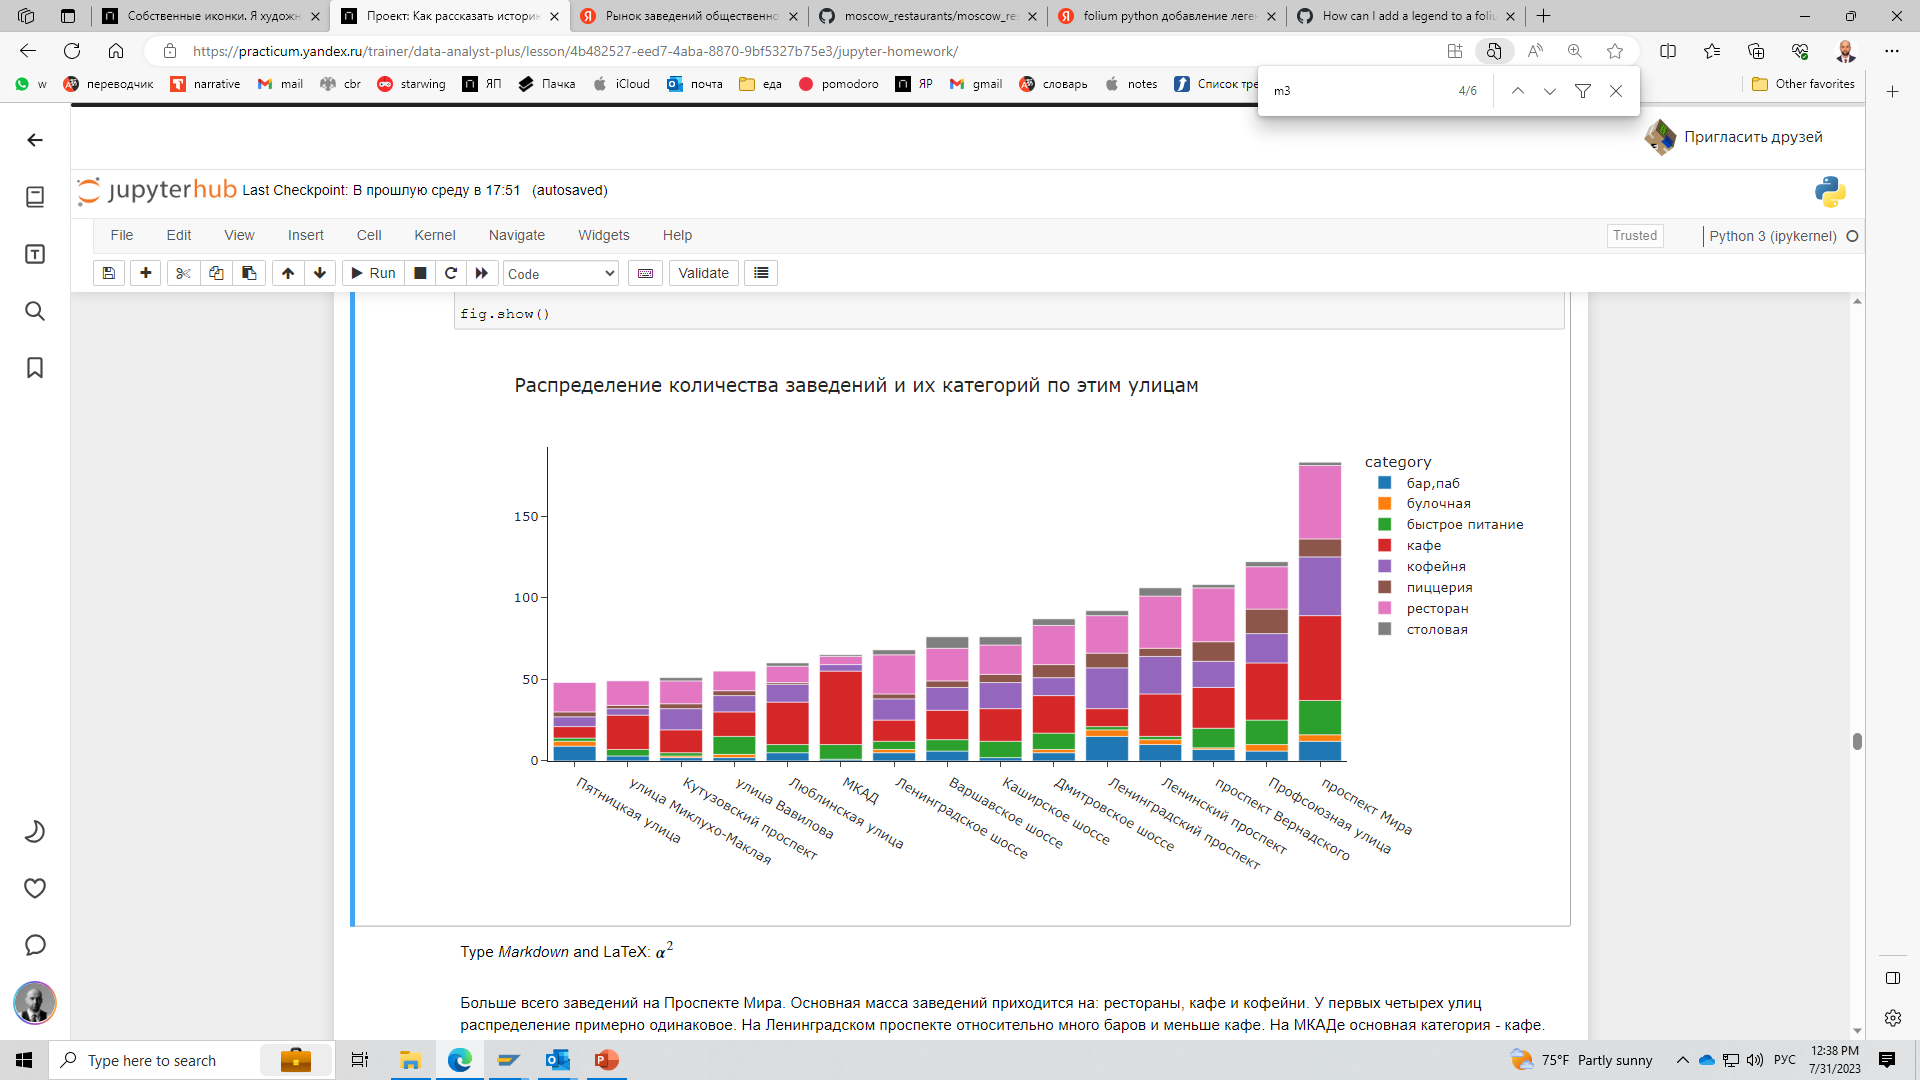 Собственные иконки. Я художн
Проект: Как рассказать истори
Рынок заведений общественно
moscow_restaurants/moscow_re
folium python добавление леге
How can I add a legend to a foliu
https://practicum.yandex.ru/trainer/data-analyst-plus/lesson/4b482527-eed7-4aba-8870-9bf5327b75e3/jupyter-homework/
w переводчик narrative mail cbr starwing ЯП Пачка iCloud почта еда pomodoro ЯР gmail словарь notes Список тре Other favorites
m3 4/6
Пригласить друзей
jupyterhub Last Checkpoint: В прошлую среду в 17:51 (autosaved)
File Edit View Insert Cell Kernel Navigate Widgets Help Trusted Python 3 (ipykernel)
Run Code Validate
fig.show()
Распределение количества заведений и их категорий по этим улицам
category
бар,паб
булочная
быстрое питание
кафе
кофейня
пиццерия
ресторан
столовая
150
100
50
0
Пятницкая улица
улица Миклухо-Маклая
Кутузовский проспект
улица Вавилова
Люблинская улица
МКАД
Ленинградское шоссе
Варшавское шоссе
Каширское шоссе
Дмитровское шоссе
Ленинградский проспект
Ленинский проспект
проспект Вернадского
Профсоюзная улица
проспект Мира
Type Markdown and LaTeX: α²
Больше всего заведений на Проспекте Мира. Основная масса заведений приходится на: рестораны, кафе и кофейни. У первых четырех улиц
распределение примерно одинаковое. На Ленинградском проспекте относительно много баров и меньше кафе. На МКАДе основная категория - кафе.
Type here to search
75°F Partly sunny
РУС
12:38 PM
7/31/2023